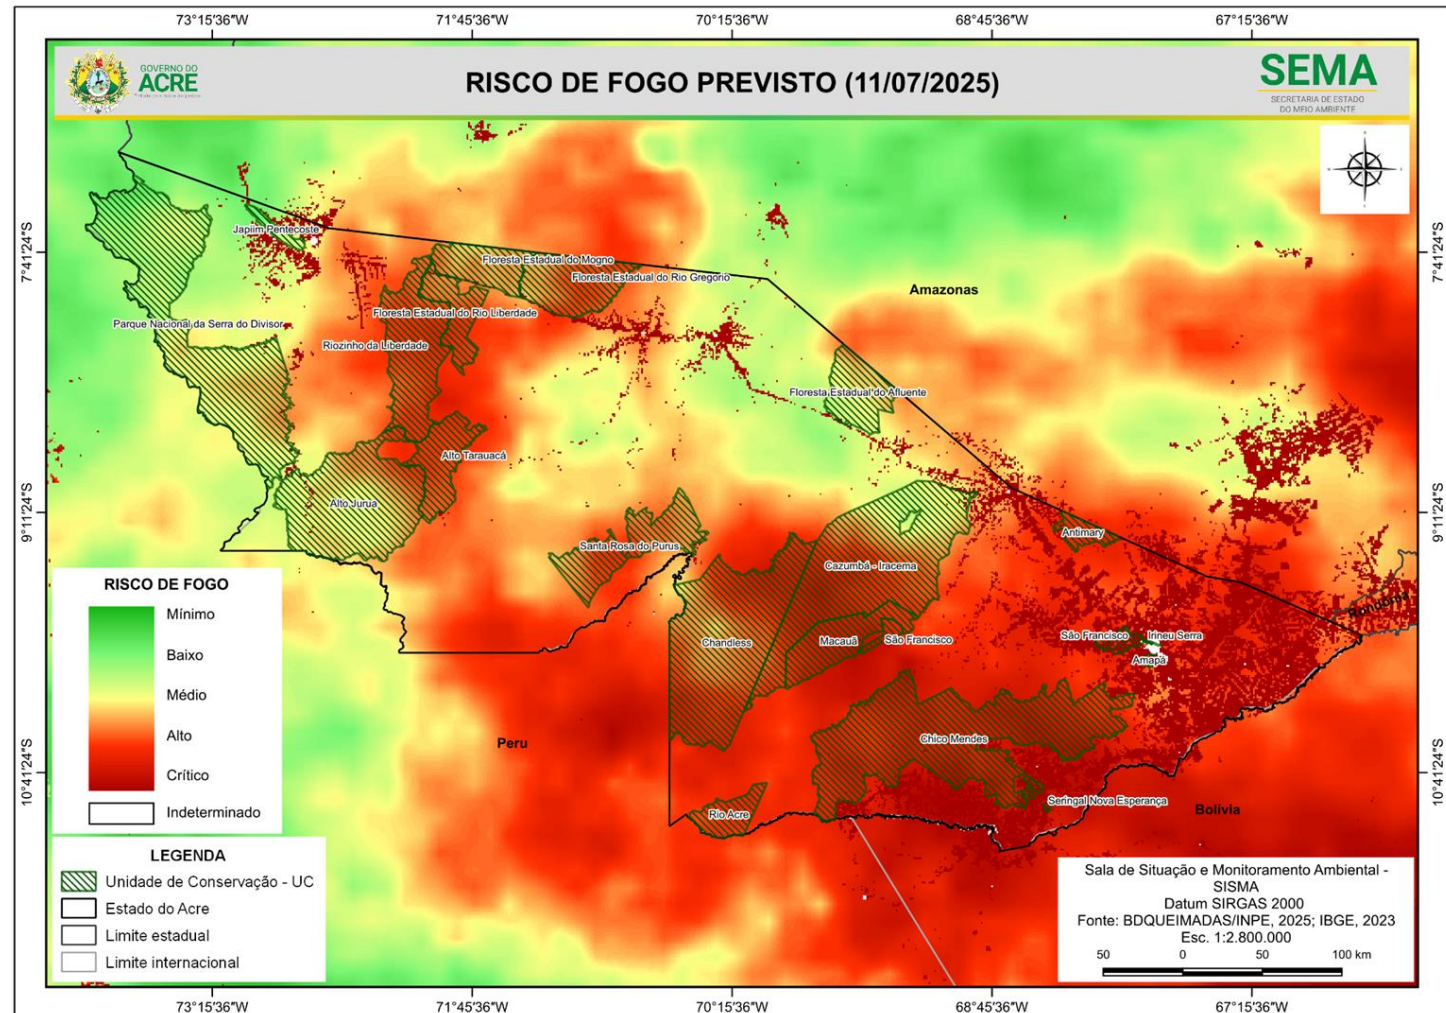 73°15'36"W
71°45'36"W
70°15'36"W
68°45'36"W
67°15'36"W
GOVERNO DO
ACRE
RISCO DE FOGO PREVISTO (11/07/2025)
SEMA
SECRETARIA DE ESTADO
DO MEIO AMBIENTE
7°41'24"S
7°41'24"S
Japiim Pentecoste
Floresta Estadual do Mogno
Floresta Estadual do Rio Gregório
Amazonas
Floresta Estadual do Rio Liberdade
Parque Nacional da Serra do Divisor
Riozinho da Liberdade
Floresta Estadual do Afluente
Alto Tarauacá
Alto Juruá
9°11'24"S
9°11'24"S
Antimary
Santa Rosa do Purus
Cazumbá - Iracema
Rondônia
Chandless
Macauã
São Francisco
São Francisco
Irineu Serra
Amapá
Peru
Chico Mendes
Seringal Nova Esperança
Bolívia
Rio Acre
10°41'24"S
10°41'24"S
RISCO DE FOGO
Mínimo
Baixo
Médio
Alto
Crítico
Indeterminado
LEGENDA
Unidade de Conservação - UC
Estado do Acre
Limite estadual
Limite internacional
Sala de Situação e Monitoramento Ambiental -
SISMA
Datum SIRGAS 2000
Fonte: BDQUEIMADAS/INPE, 2025; IBGE, 2023
Esc. 1:2.800.000
50 0 50 100 km
73°15'36"W
71°45'36"W
70°15'36"W
68°45'36"W
67°15'36"W